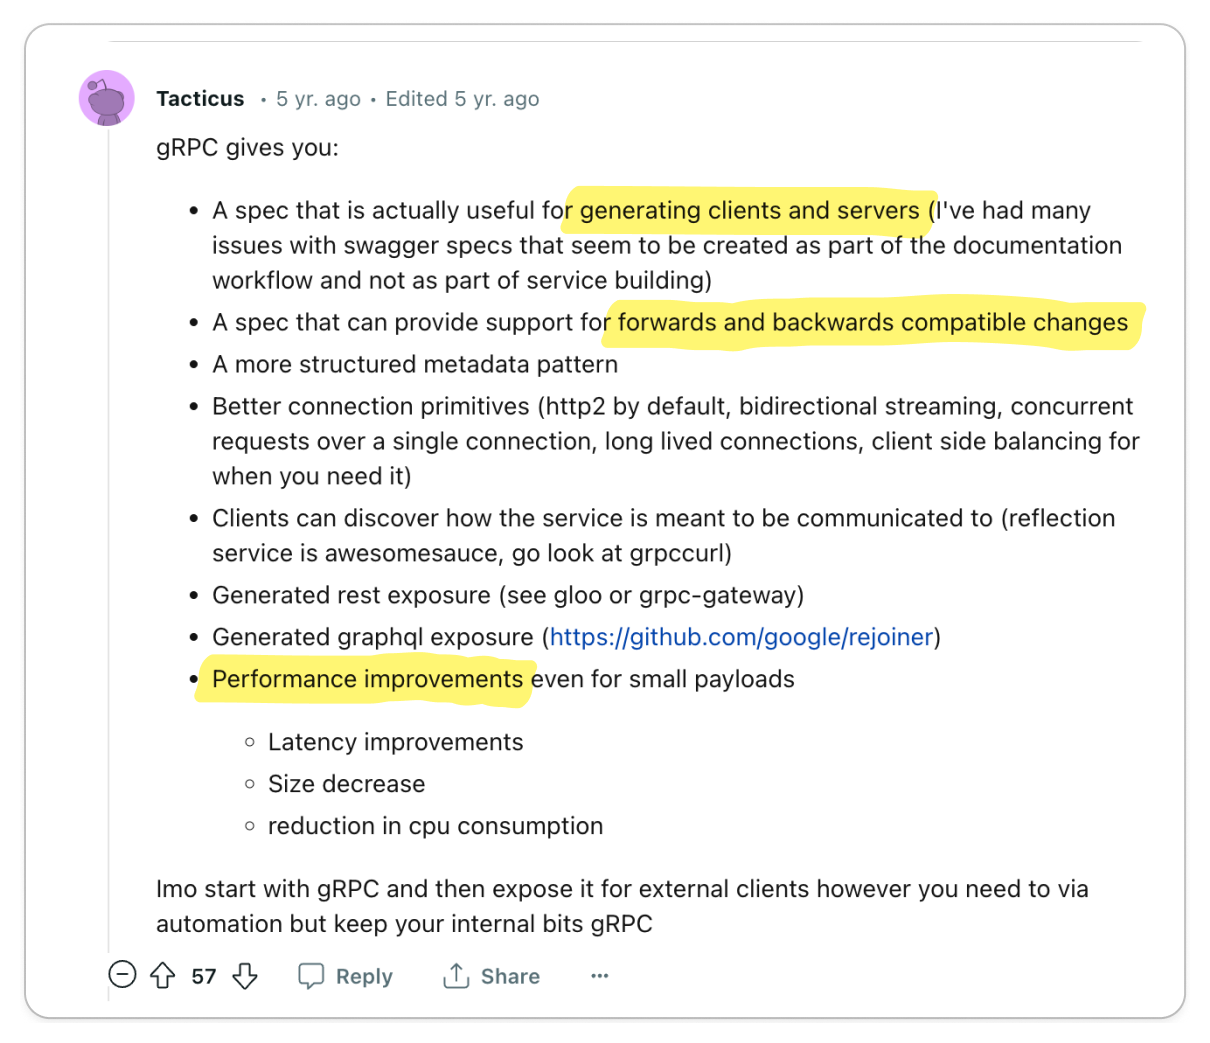 Tacticus • 5 yr. ago • Edited 5 yr. ago
gRPC gives you:
• A spec that is actually useful for generating clients and servers (I've had many
issues with swagger specs that seem to be created as part of the documentation
workflow and not as part of service building)
• A spec that can provide support for forwards and backwards compatible changes
• A more structured metadata pattern
• Better connection primitives (http2 by default, bidirectional streaming, concurrent
requests over a single connection, long lived connections, client side balancing for
when you need it)
• Clients can discover how the service is meant to be communicated to (reflection
service is awesomesauce, go look at grpccurl)
• Generated rest exposure (see gloo or grpc-gateway)
• Generated graphql exposure (https://github.com/google/rejoiner)
• Performance improvements even for small payloads
◦ Latency improvements
◦ Size decrease
◦ reduction in cpu consumption
Imo start with gRPC and then expose it for external clients however you need to via
automation but keep your internal bits gRPC
57 Reply Share ...